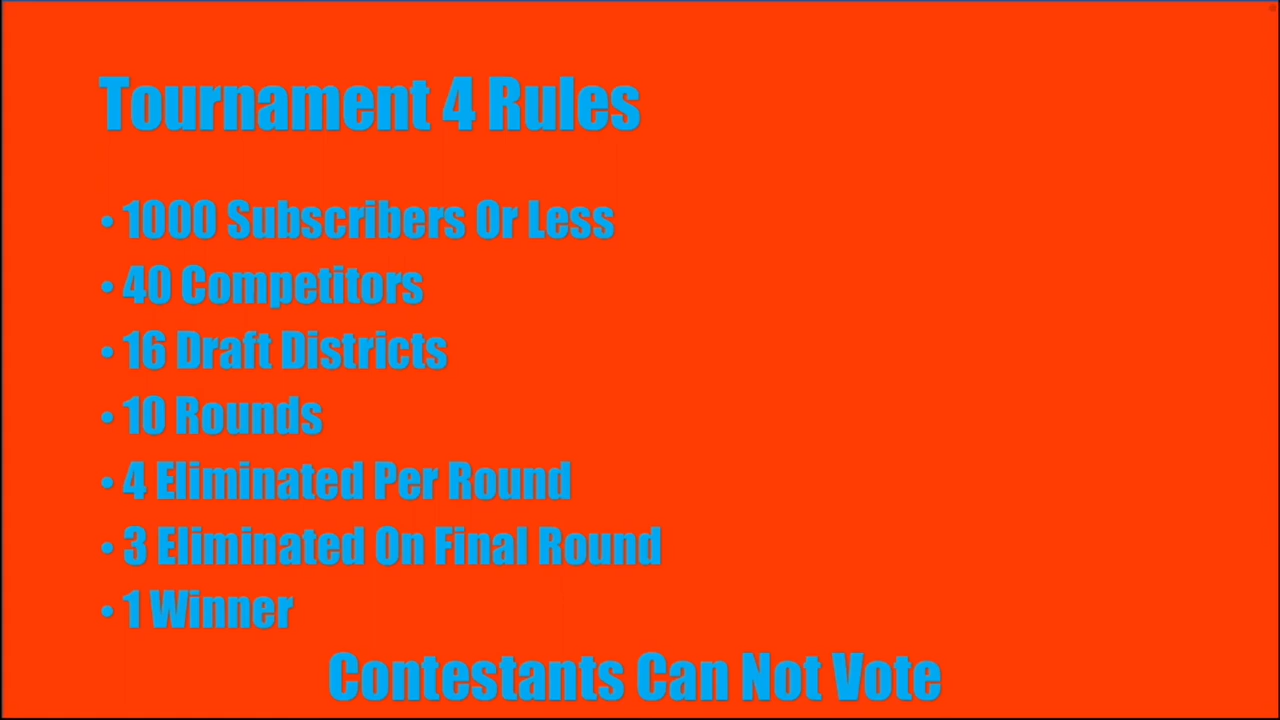 Tournament 4 Rules
• 1000 Subscribers Or Less
• 40 Competitors
• 16 Draft Districts
• 10 Rounds
• 4 Eliminated Per Round
• 3 Eliminated On Final Round
• 1 Winner
Contestants Can Not Vote